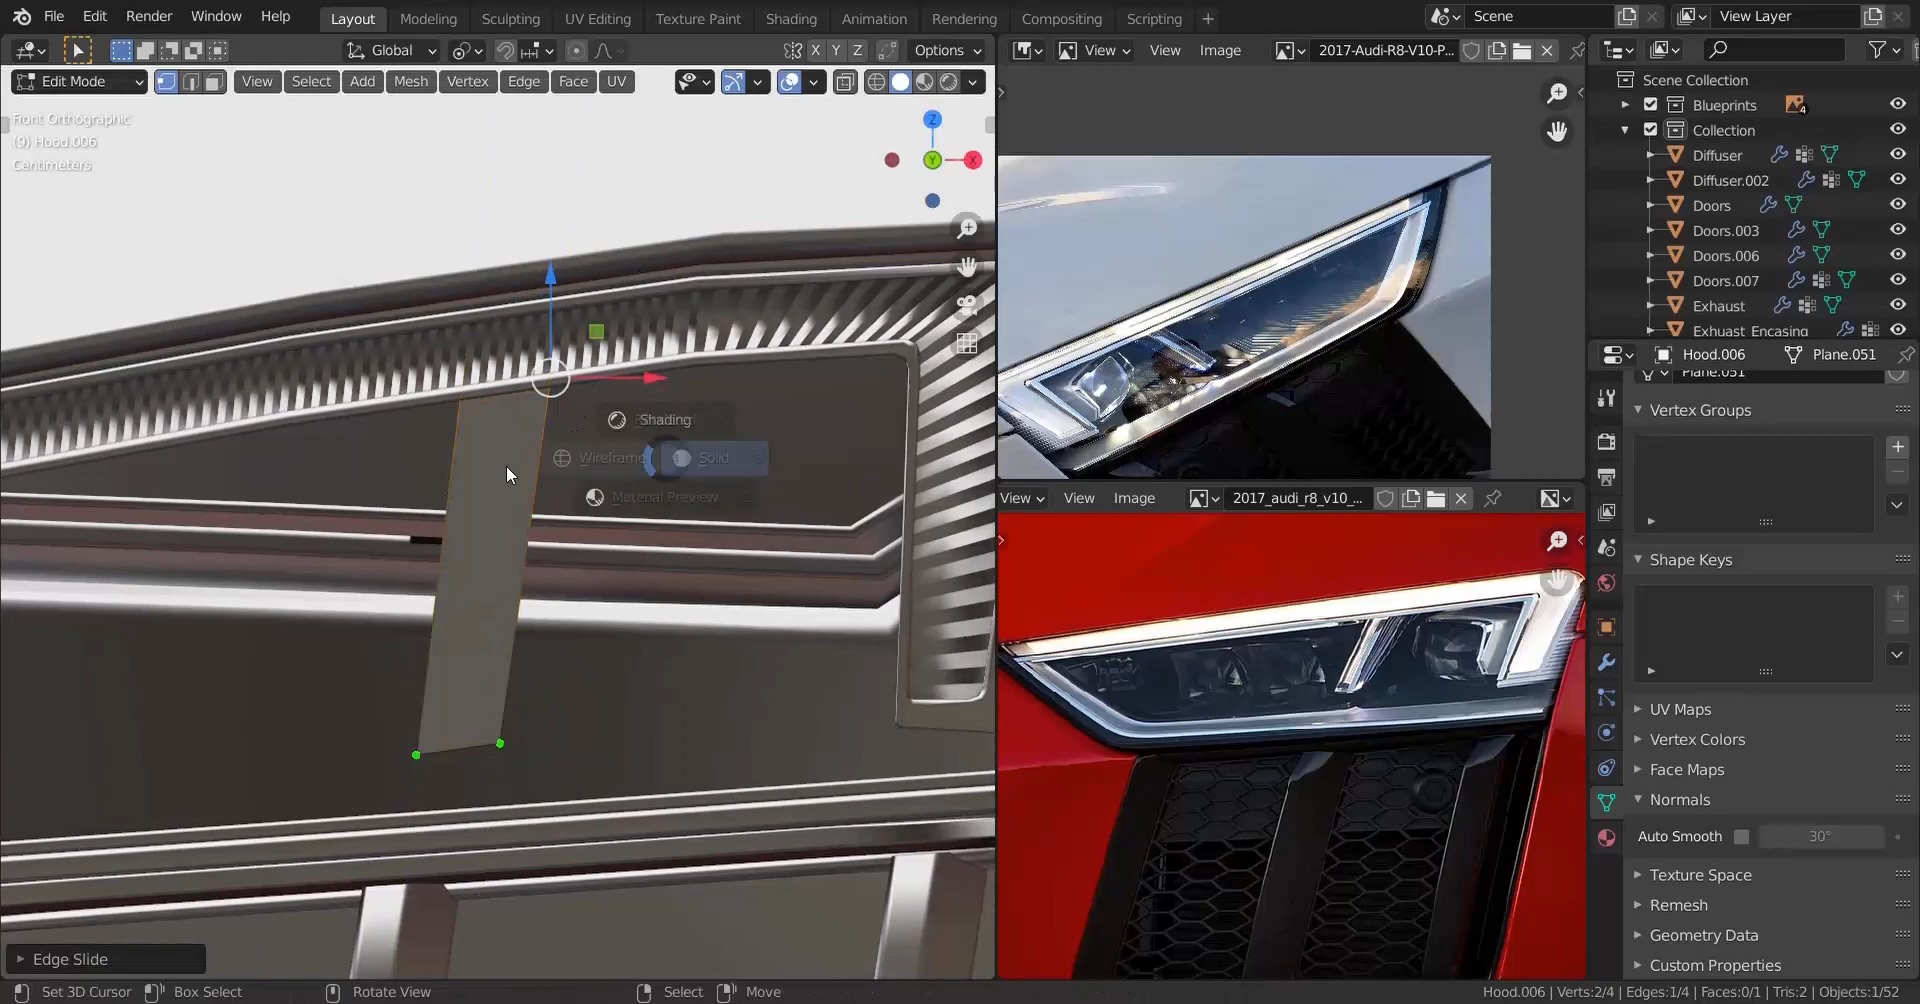 File Edit Render Window Help
Layout Modeling Sculpting UV Editing Texture Paint Shading Animation Rendering Compositing Scripting +
Scene
View Layer
Global
X Y Z
Options
View View Image 2017-Audi-R8-V10-P...
Edit Mode
View Select Add Mesh Vertex Edge Face UV
Front Orthographic
(9) Hood.006
Centimeters
Z
Y
X
Shading
Wireframe
Solid
Material Preview
Edge Slide
View View Image 2017_audi_r8_v10_...
Scene Collection
Blueprints
4
Collection
Diffuser
Diffuser.002
Doors
Doors.003
Doors.006
Doors.007
Exhaust
Exhuast Encasing
Hood.006 Plane.051
Plane.051
Vertex Groups
Shape Keys
UV Maps
Vertex Colors
Face Maps
Normals
Auto Smooth 30°
Texture Space
Remesh
Geometry Data
Custom Properties
Set 3D Cursor Box Select Rotate View Select Move
Hood.006 | Verts:2/4 | Edges:1/4 | Faces:0/1 | Tris:2 | Objects:1/52